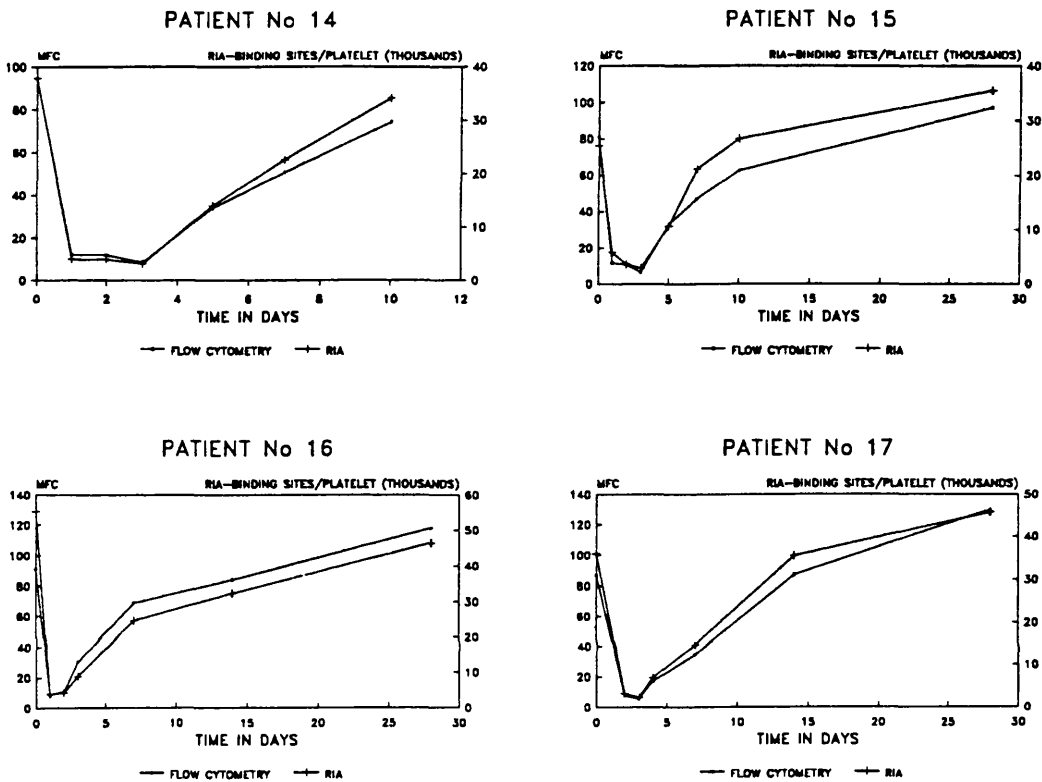 PATIENT No 14
MFC RIA-BINDING SITES/PLATELET (THOUSANDS)
100
80
60
40
20
0
40
30
20
10
0
0 2 4 6 8 10 12
TIME IN DAYS
FLOW CYTOMETRY RIA
PATIENT No 15
MFC RIA-BINDING SITES/PLATELET (THOUSANDS)
120
100
80
60
40
20
0
40
30
20
10
0
0 5 10 15 20 25 30
TIME IN DAYS
FLOW CYTOMETRY RIA
PATIENT No 16
MFC RIA-BINDING SITES/PLATELET (THOUSANDS)
140
120
100
80
60
40
20
0
60
50
40
30
20
10
0
0 5 10 15 20 25 30
TIME IN DAYS
FLOW CYTOMETRY RIA
PATIENT No 17
MFC RIA-BINDING SITES/PLATELET (THOUSANDS)
140
120
100
80
60
40
20
0
50
40
30
20
10
0
0 5 10 15 20 25 30
TIME IN DAYS
FLOW CYTOMETRY RIA